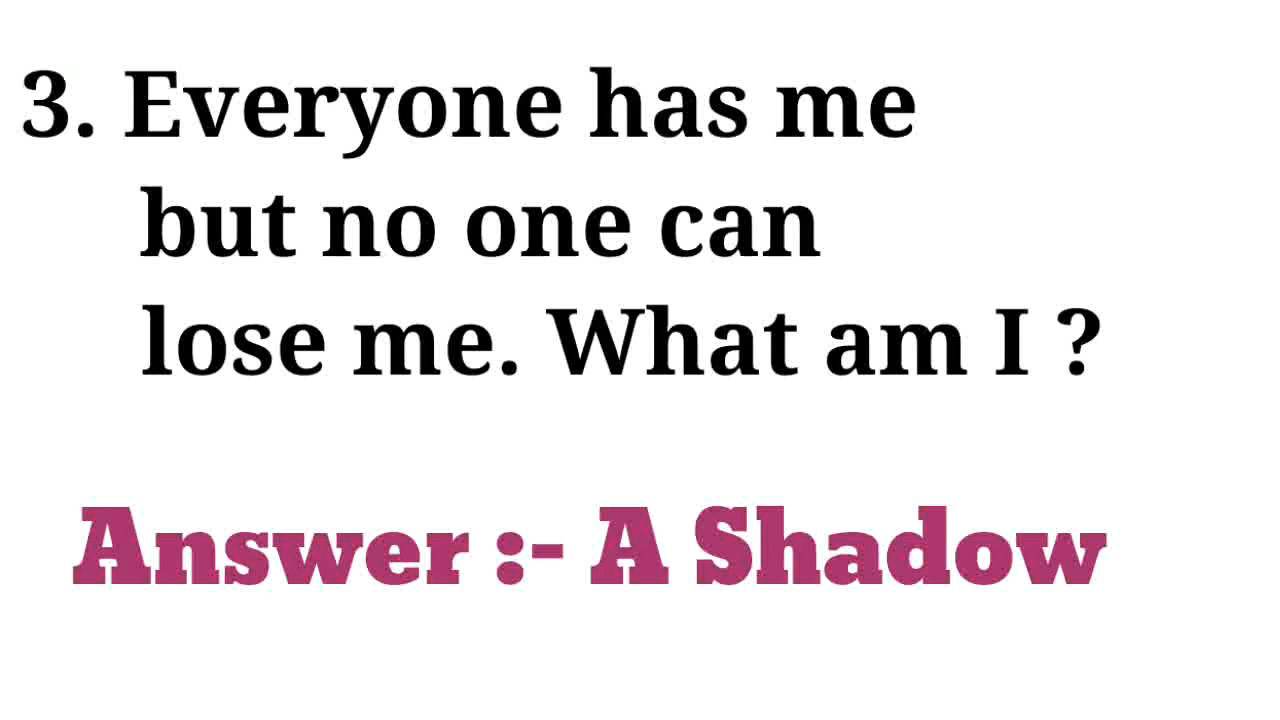 3. Everyone has me
but no one can
lose me. What am I ?
Answer :- A Shadow